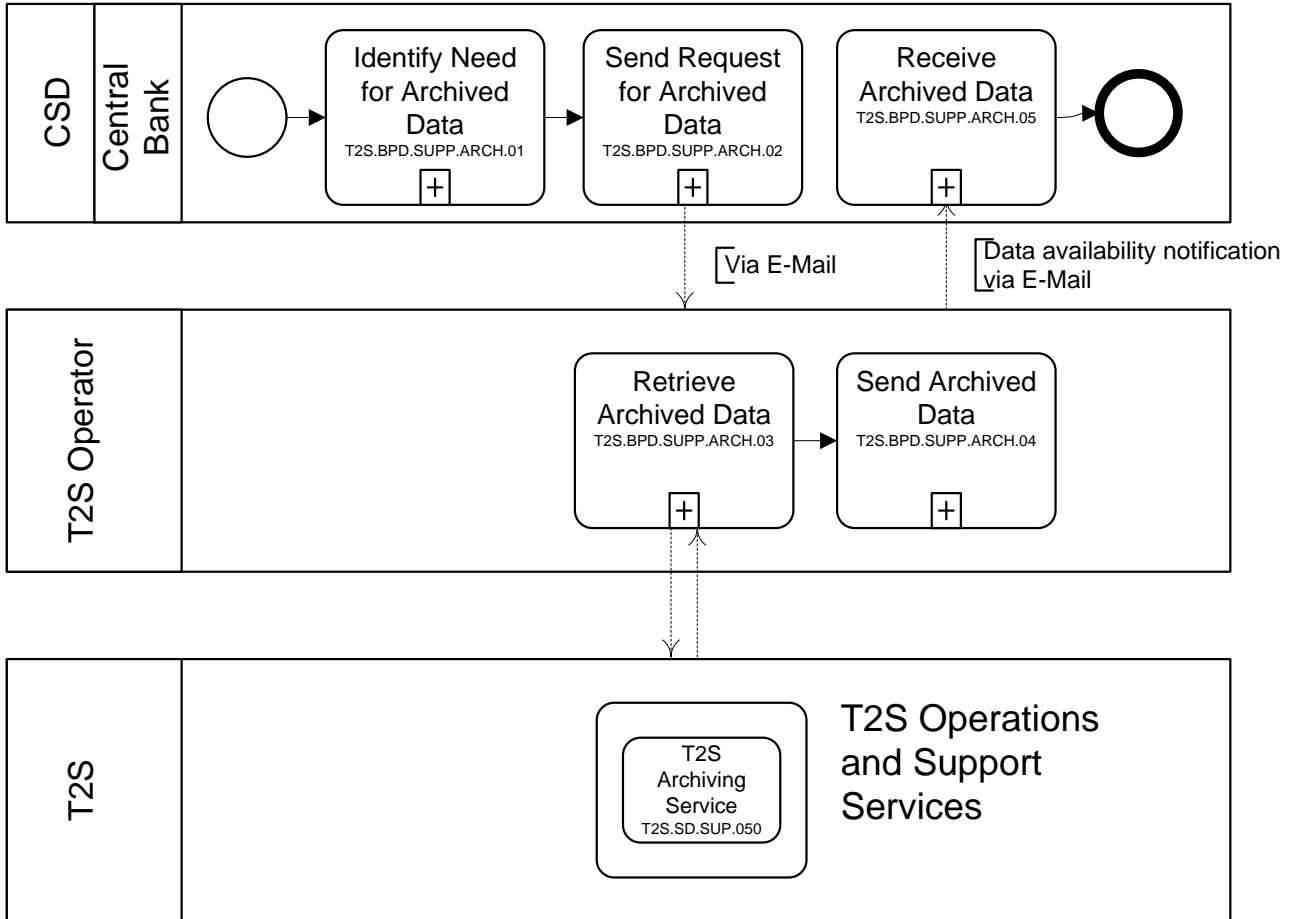 CSD
Central
Bank
Identify Need
for Archived
Data
T2S.BPD.SUPP.ARCH.01
+
Send Request
for Archived
Data
T2S.BPD.SUPP.ARCH.02
+
Receive
Archived Data
T2S.BPD.SUPP.ARCH.05
+
Via E-Mail
Data availability notification
via E-Mail
T2S Operator
Retrieve
Archived Data
T2S.BPD.SUPP.ARCH.03
+
Send Archived
Data
T2S.BPD.SUPP.ARCH.04
+
T2S
T2S
Archiving
Service
T2S.SD.SUP.050
T2S Operations
and Support
Services